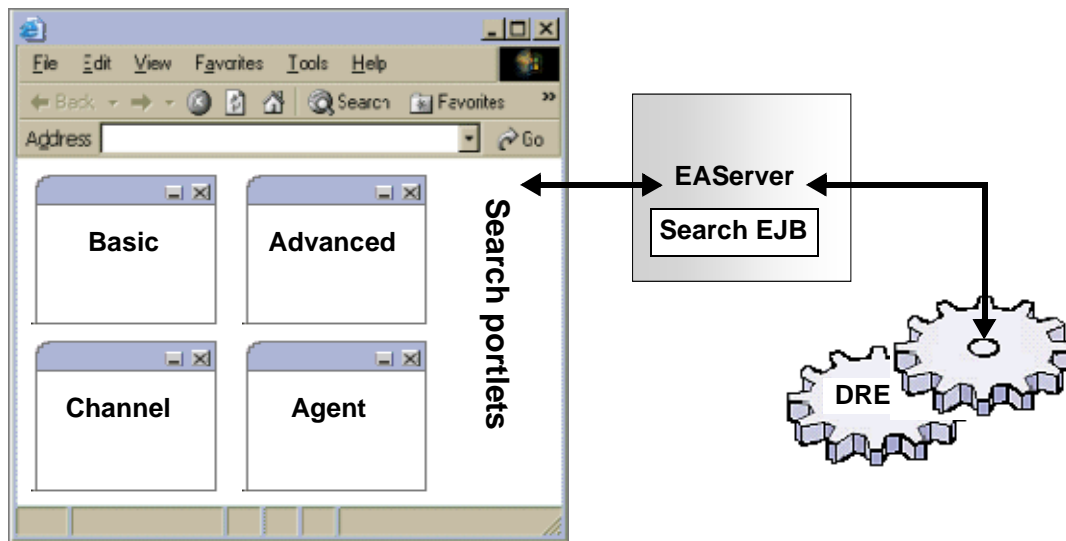 File Edit View Favorites Tools Help
Back Search Favorites »
Address Go
Basic
Advanced
Channel
Agent
Search portlets
EAServer
Search EJB
DRE